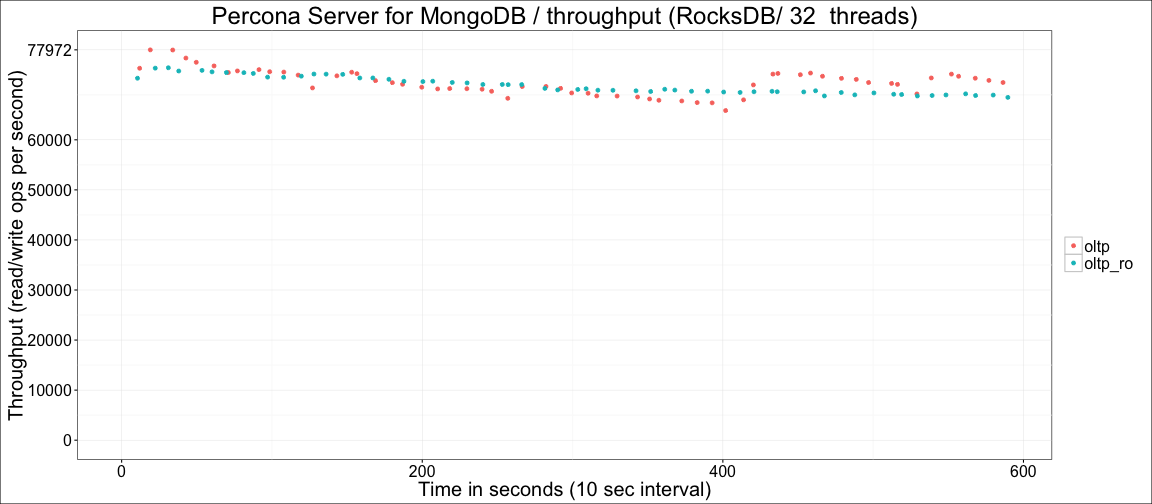 Percona Server for MongoDB / throughput (RocksDB/ 32  threads)
Throughput (read/write ops per second)
77972
60000
50000
40000
30000
20000
10000
0
0 200 400 600
Time in seconds (10 sec interval)
oltp
oltp_ro